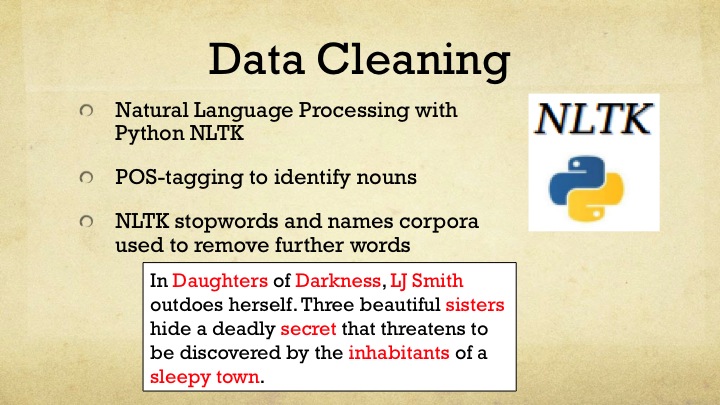 Data Cleaning
Natural Language Processing with
Python NLTK
NLTK
POS-tagging to identify nouns
NLTK stopwords and names corpora
used to remove further words
In Daughters of Darkness, LJ Smith
outdoes herself. Three beautiful sisters
hide a deadly secret that threatens to
be discovered by the inhabitants of a
sleepy town.